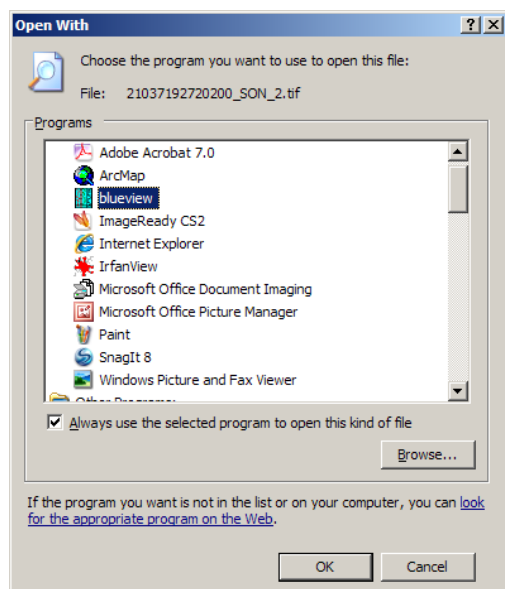 Open With
Choose the program you want to use to open this file:
File: 21037192720200_SON_2.tif
Programs
Adobe Acrobat 7.0
ArcMap
blueview
ImageReady CS2
Internet Explorer
IrfanView
Microsoft Office Document Imaging
Microsoft Office Picture Manager
Paint
SnagIt 8
Windows Picture and Fax Viewer
Other Programs:
Always use the selected program to open this kind of file
Browse...
If the program you want is not in the list or on your computer, you can look
for the appropriate program on the Web.
OK Cancel